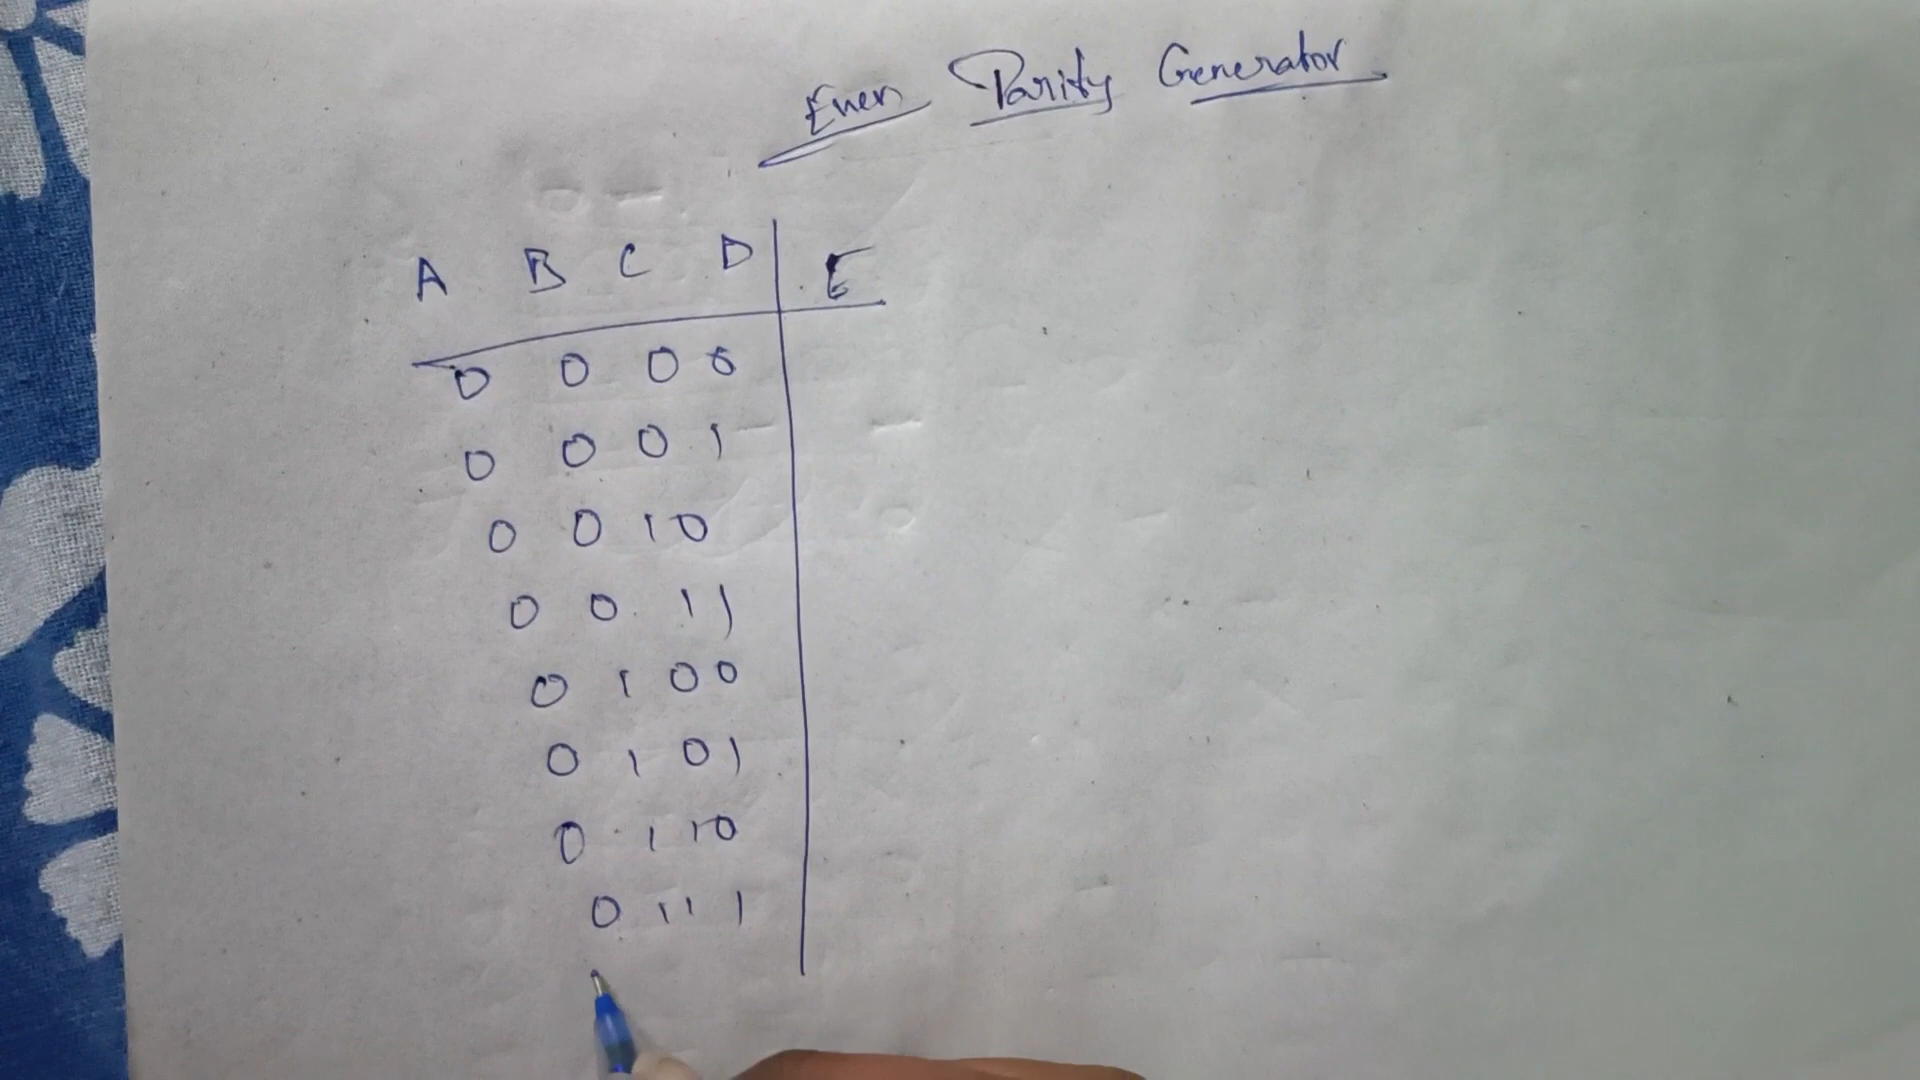 Even Parity Generator
A B C D E
0 0 0 0
0 0 0 1
0 0 1 0
0 0 1 1
0 1 0 0
0 1 0 1
0 1 1 0
0 1 1 1